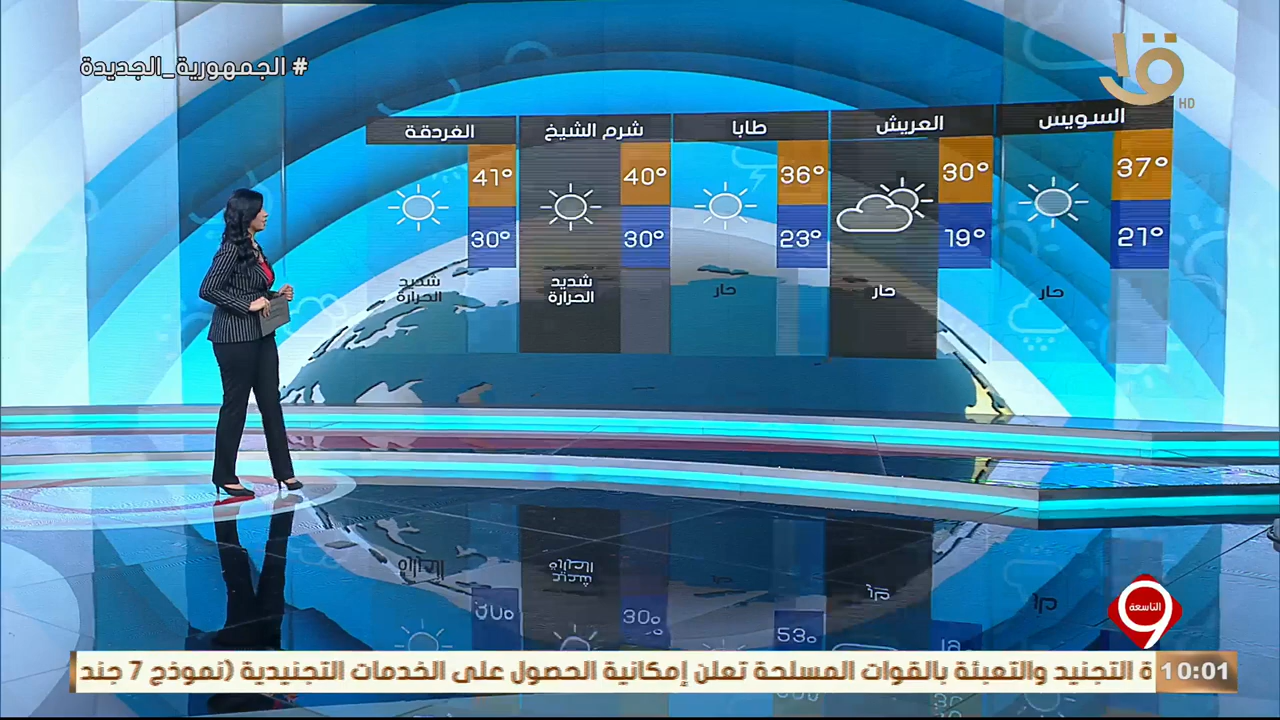 # الجمهورية_الجديدة
HD
السويس
37°
21°
حار
العريش
30°
19°
حار
طابا
36°
23°
حار
شرم الشيخ
40°
30°
شديد
الحرارة
الغردقة
41°
30°
شديد
الحرارة
9
التاسعة
10:01
ة التجنيد والتعبئة بالقوات المسلحة تعلن إمكانية الحصول على الخدمات التجنيدية (نموذج 7 جند